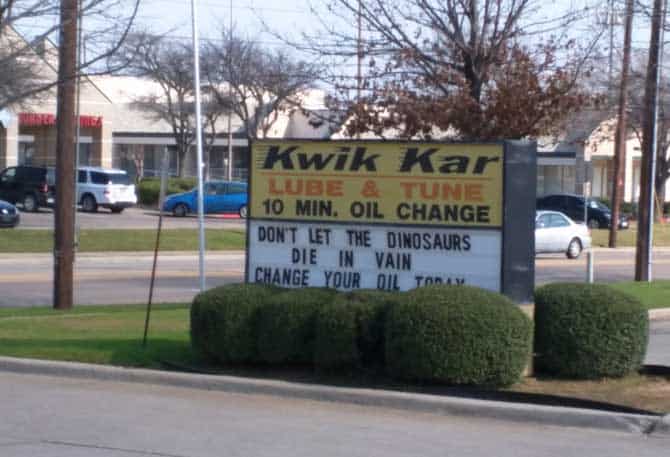 Kwik Kar
LUBE & TUNE
10 MIN. OIL CHANGE
DON'T LET THE DINOSAURS
DIE IN VAIN
CHANGE YOUR OIL TODAY